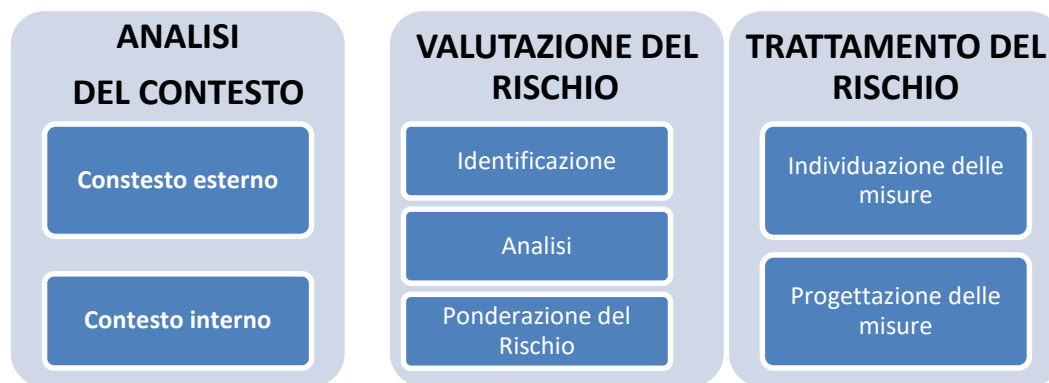 ANALISI
DEL CONTESTO
Constesto esterno
Contesto interno
VALUTAZIONE DEL
RISCHIO
Identificazione
Analisi
Ponderazione del
Rischio
TRATTAMENTO DEL
RISCHIO
Individuazione delle
misure
Progettazione delle
misure